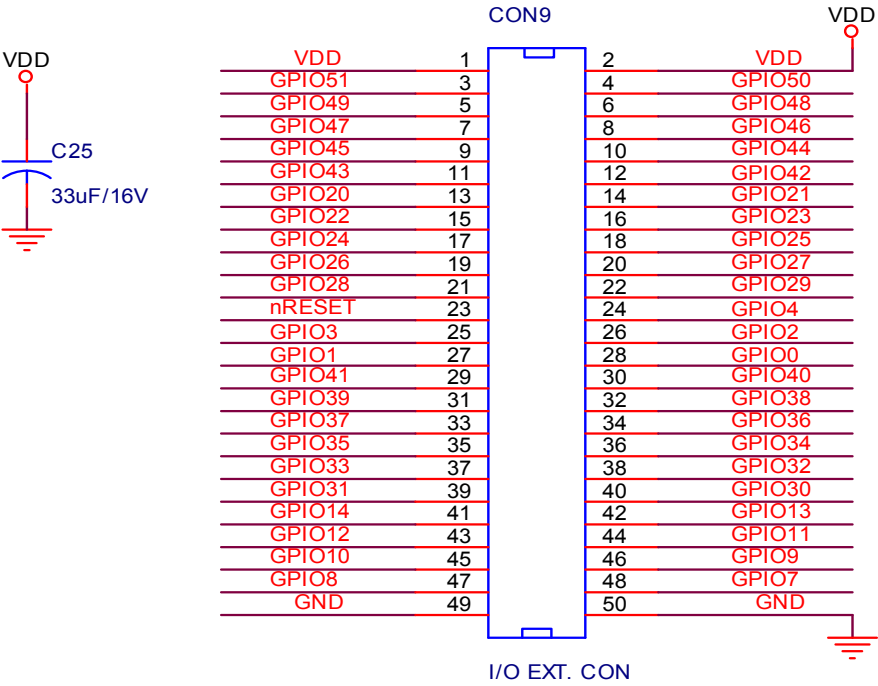 CON9
VDD
VDD
C25
33uF/16V
VDD 1 2 VDD
GPIO51 3 4 GPIO50
GPIO49 5 6 GPIO48
GPIO47 7 8 GPIO46
GPIO45 9 10 GPIO44
GPIO43 11 12 GPIO42
GPIO20 13 14 GPIO21
GPIO22 15 16 GPIO23
GPIO24 17 18 GPIO25
GPIO26 19 20 GPIO27
GPIO28 21 22 GPIO29
nRESET 23 24 GPIO4
GPIO3 25 26 GPIO2
GPIO1 27 28 GPIO0
GPIO41 29 30 GPIO40
GPIO39 31 32 GPIO38
GPIO37 33 34 GPIO36
GPIO35 35 36 GPIO34
GPIO33 37 38 GPIO32
GPIO31 39 40 GPIO30
GPIO14 41 42 GPIO13
GPIO12 43 44 GPIO11
GPIO10 45 46 GPIO9
GPIO8 47 48 GPIO7
GND 49 50 GND
I/O EXT. CON